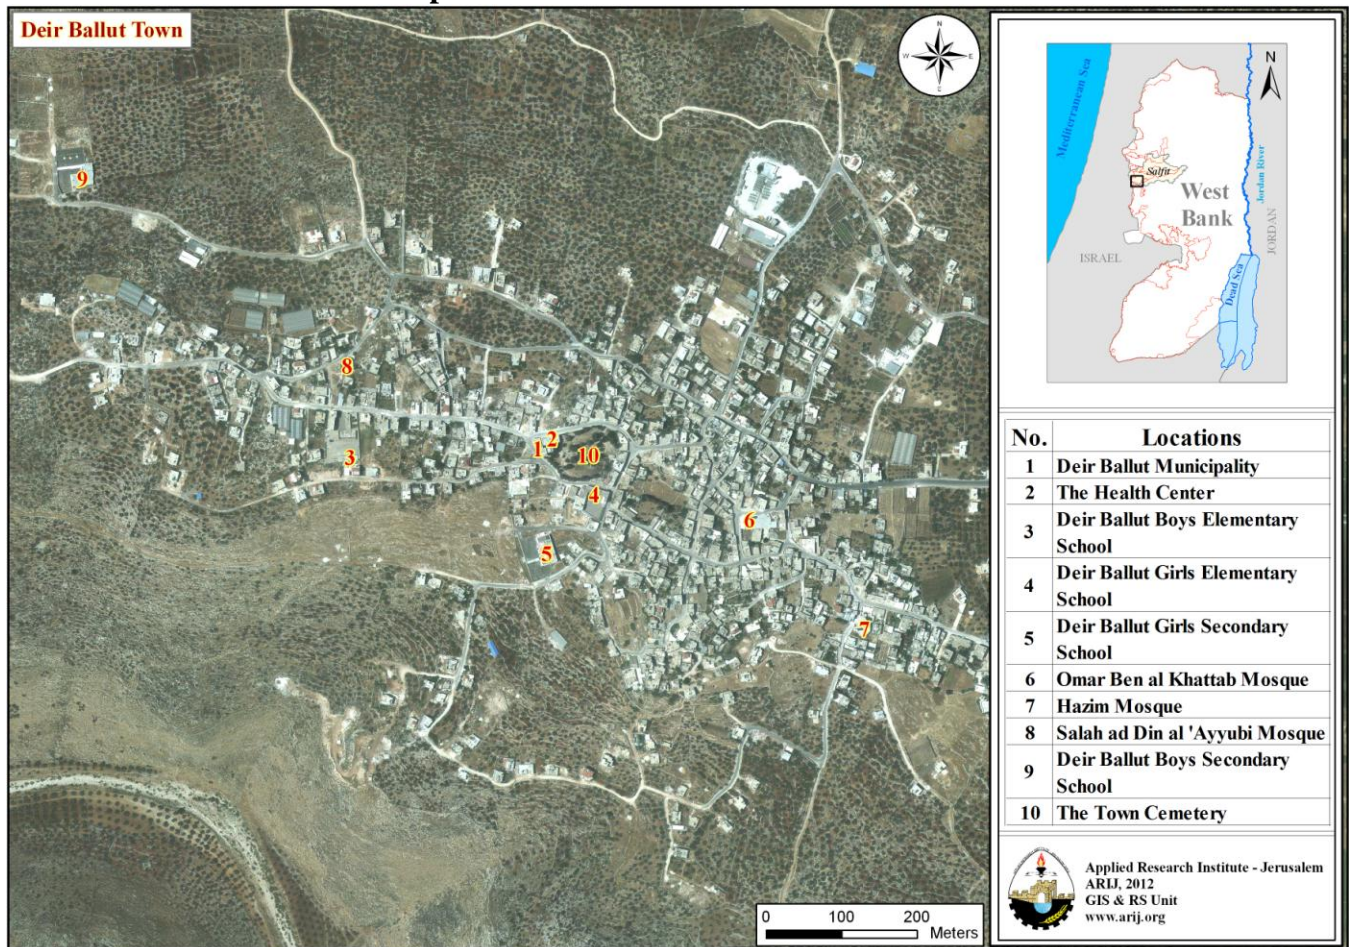 Deir Ballut Town
N
W
E
S
9
8
3
1
2
10
4
5
6
7
0 100 200
Meters
Mediterranean Sea
N
Salfit
West
Bank
Jordan River
JORDAN
ISRAEL
Dead Sea
No. Locations
1 Deir Ballut Municipality
2 The Health Center
3 Deir Ballut Boys Elementary
School
4 Deir Ballut Girls Elementary
School
5 Deir Ballut Girls Secondary
School
6 Omar Ben al Khattab Mosque
7 Hazim Mosque
8 Salah ad Din al 'Ayyubi Mosque
9 Deir Ballut Boys Secondary
School
10 The Town Cemetery
Applied Research Institute - Jerusalem
ARIJ, 2012
GIS & RS Unit
www.arij.org